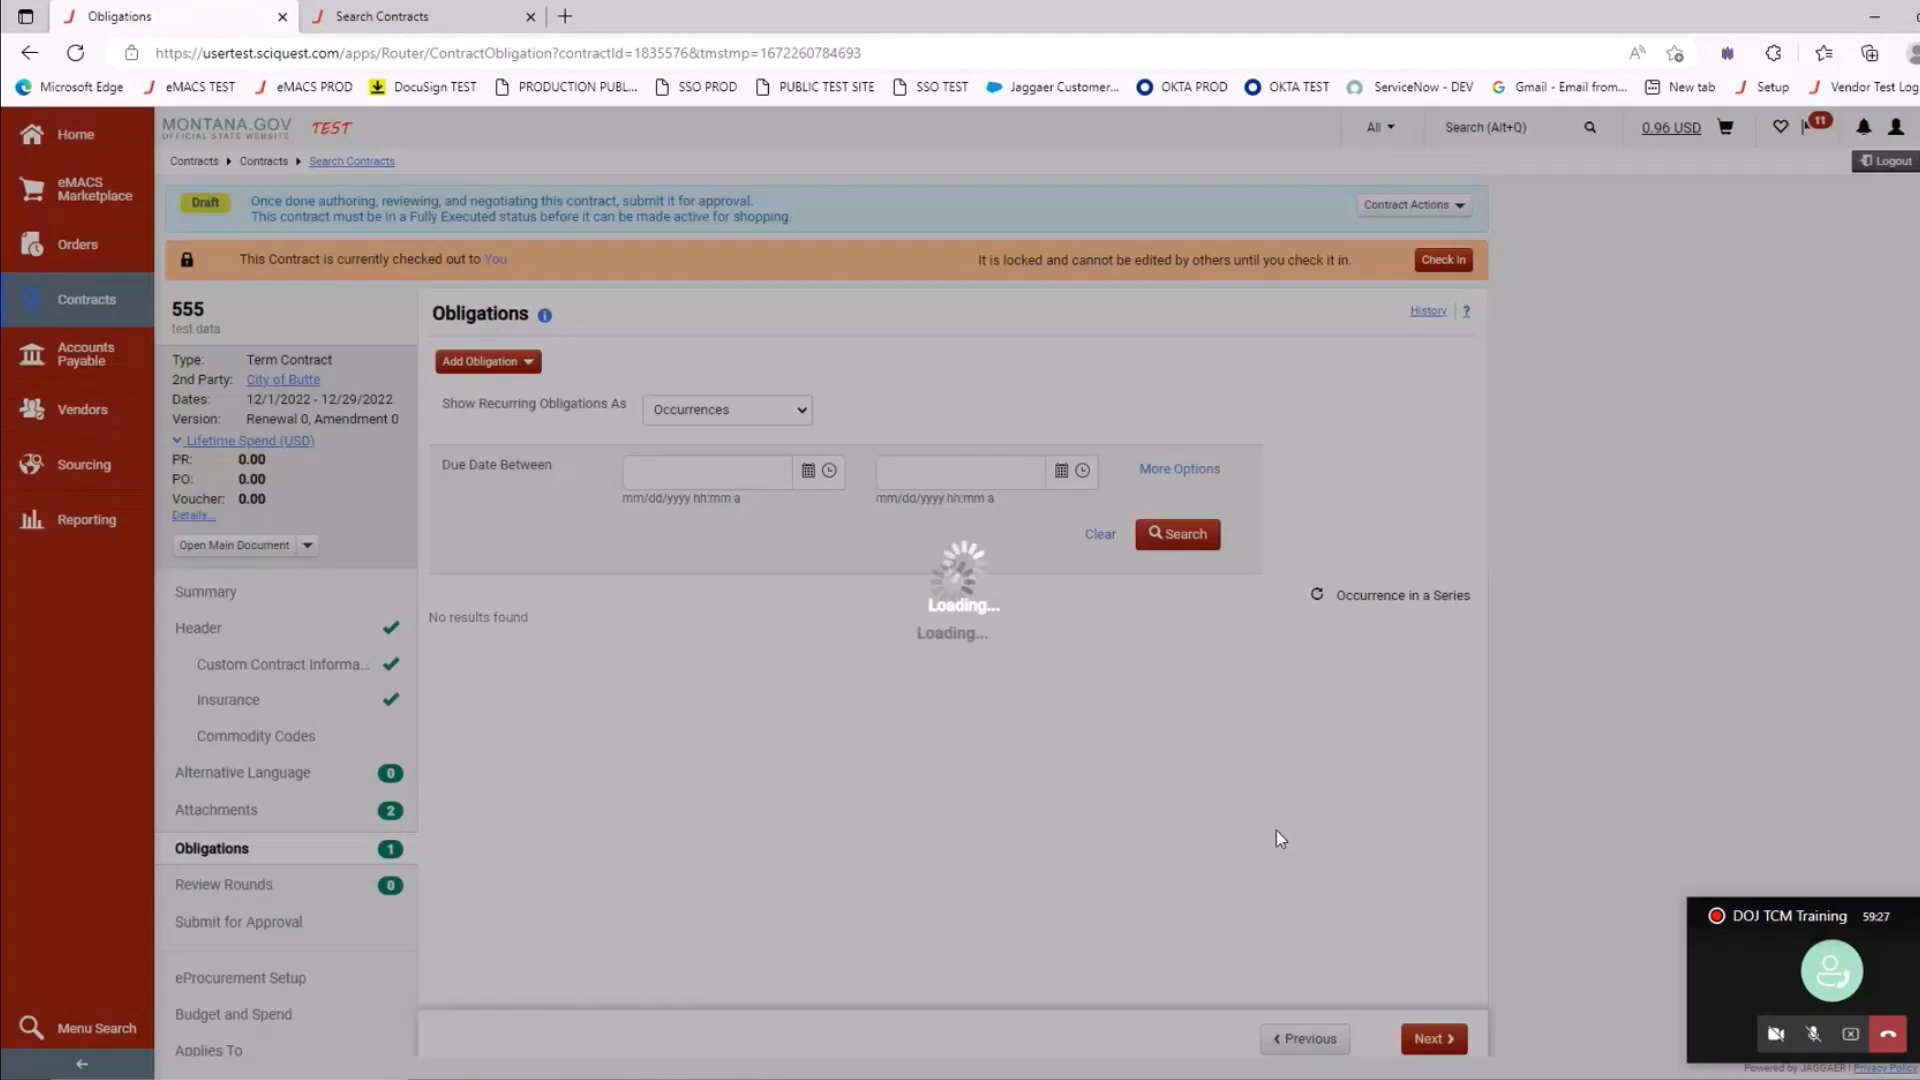 Obligations
Search Contracts
https://usertest.sciquest.com/apps/Router/ContractObligation?contractId=1835576&tmstmp=1672260784693
Microsoft Edge
eMACS TEST
eMACS PROD
DocuSign TEST
PRODUCTION PUBL...
SSO PROD
PUBLIC TEST SITE
SSO TEST
Jaggaer Customer...
OKTA PROD
OKTA TEST
ServiceNow - DEV
Gmail - Email from...
New tab
Setup
Vendor Test Log
Home
eMACS
Marketplace
Orders
Contracts
Accounts
Payable
Vendors
Sourcing
Reporting
Menu Search
MONTANA.GOV
OFFICIAL STATE WEBSITE
TEST
All
Search (Alt+Q)
0.96 USD
11
Contracts
Contracts
Search Contracts
Logout
Draft
Once done authoring, reviewing, and negotiating this contract, submit it for approval.
This contract must be in a Fully Executed status before it can be made active for shopping.
Contract Actions
This Contract is currently checked out to You
It is locked and cannot be edited by others until you check it in.
Check In
555
test data
Type: Term Contract
2nd Party: City of Butte
Dates: 12/1/2022 - 12/29/2022
Version: Renewal 0, Amendment 0
Lifetime Spend (USD)
PR: 0.00
PO: 0.00
Voucher: 0.00
Details...
Open Main Document
Summary
Header
Custom Contract Informa...
Insurance
Commodity Codes
Alternative Language 0
Attachments 2
Obligations 1
Review Rounds 0
Submit for Approval
eProcurement Setup
Budget and Spend
Applies To
Obligations
History
?
Add Obligation
Show Recurring Obligations As
Occurrences
Due Date Between
mm/dd/yyyy hh:mm a
mm/dd/yyyy hh:mm a
More Options
Clear
Search
Loading...
Loading...
No results found
Occurrence in a Series
Previous
Next
DOJ TCM Training 59:27
Powered by JAGGAER | Privacy Policy